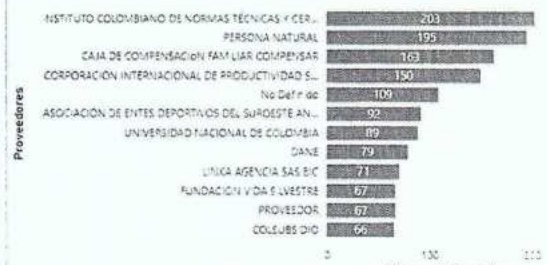 Proveedores
INSTITUTO COLOMBIANO DE NORMAS TÉCNICAS Y CER... 203
PERSONA NATURAL 195
CAJA DE COMPENSACION FAMILIAR COMPENSAR 163
CORPORACION INTERNACIONAL DE PRODUCTIVIDAD S... 150
No Definido 109
ASOCIACIÓN DE ENTES DEPORTIVOS DEL SUROESTE AN... 92
UNIVERSIDAD NACIONAL DE COLOMBIA 89
DANE 79
LINKA AGENCIA SAS BIC 71
FUNDACION VIDA SILVESTRE 67
PROVEEDOR 67
COLSUBSIDIO 66
0 100 200